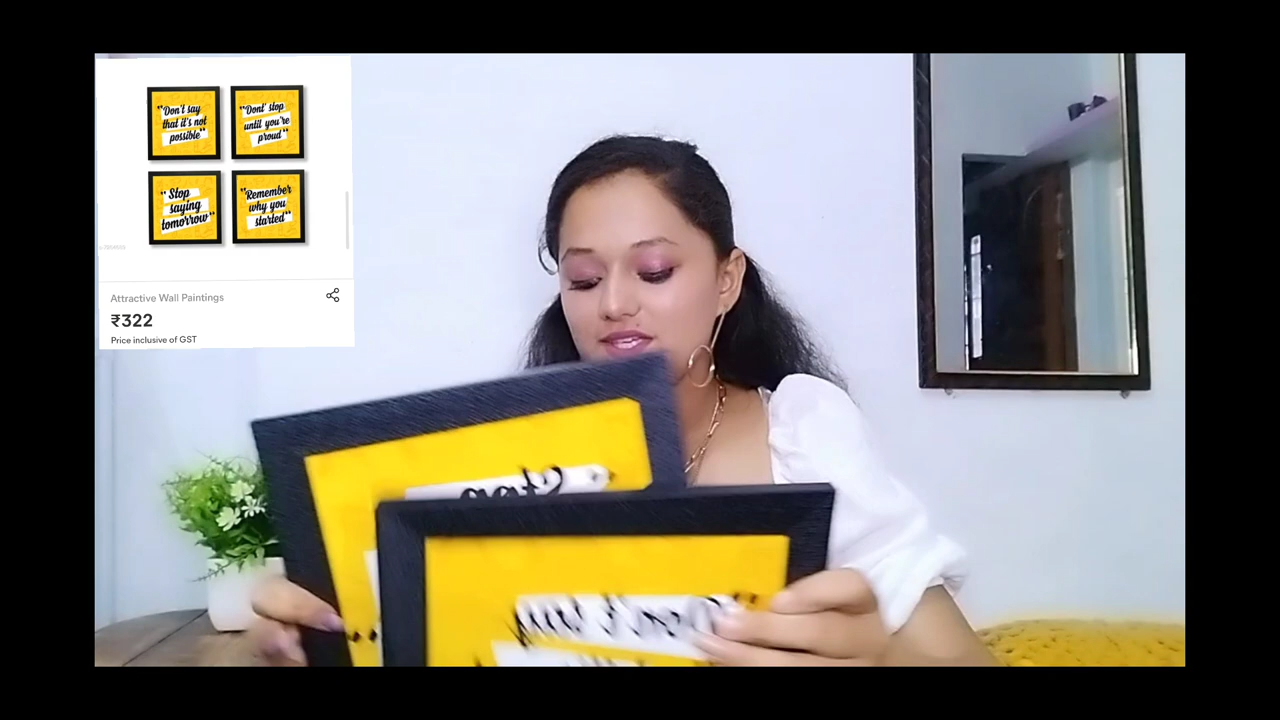 "Don't say
that it's not
possible"
"Dont' stop
until you're
proud"
"Stop
saying
tomorrow"
"Remember
why you
started"
Attractive Wall Paintings
₹322
Price inclusive of GST